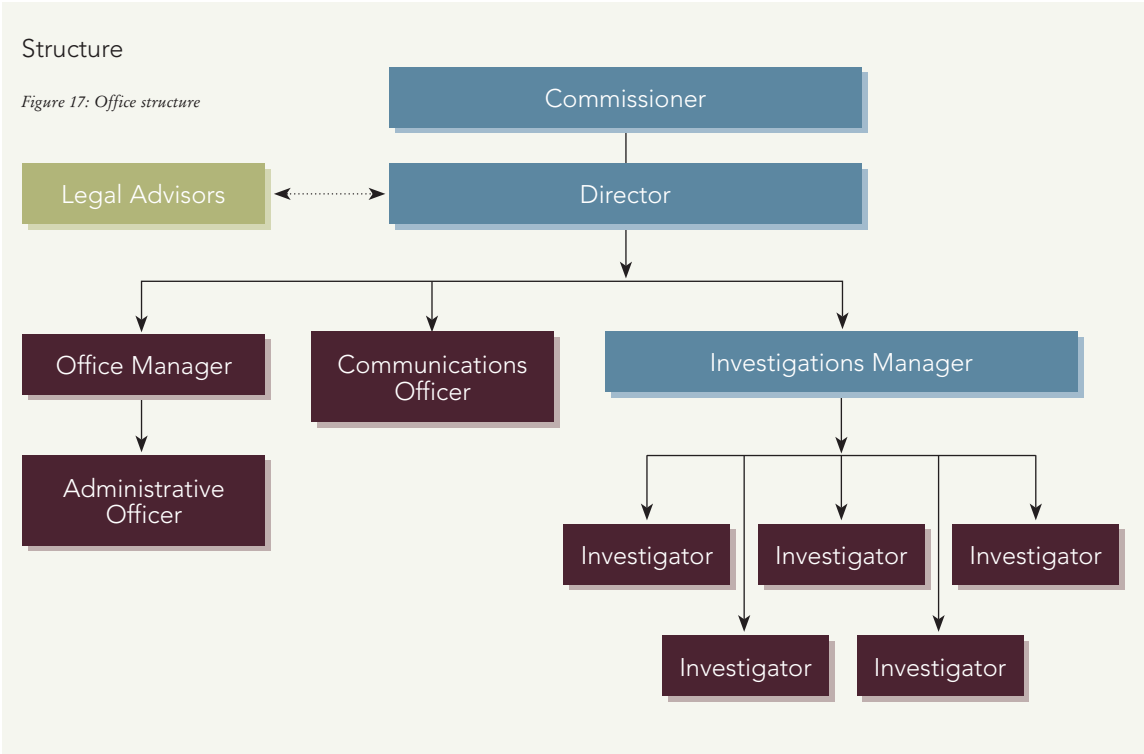 Structure
Figure 17: Office structure
Commissioner
Legal Advisors
Director
Office Manager
Communications
Officer
Investigations Manager
Administrative
Officer
Investigator
Investigator
Investigator
Investigator
Investigator